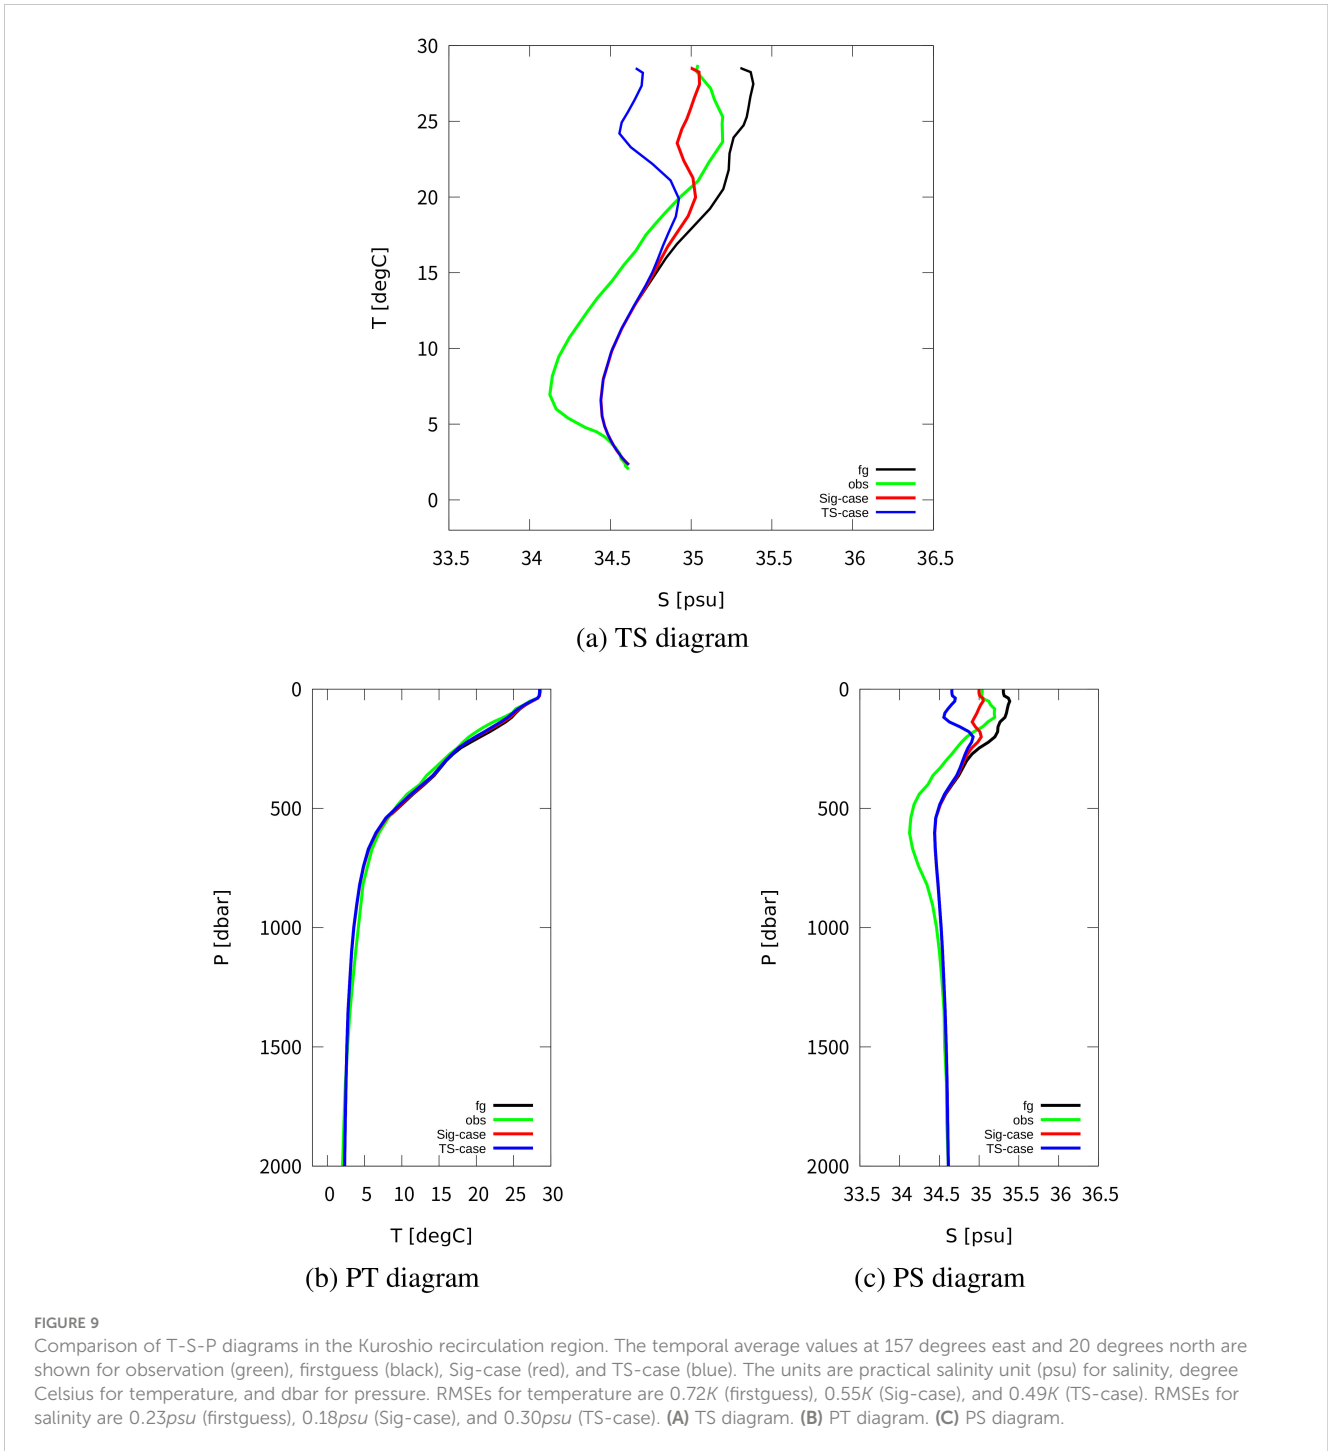 30
25
20
15
10
5
0
T [degC]
fg
obs
Sig-case
TS-case
33.5 34 34.5 35 35.5 36 36.5
S [psu]
(a) TS diagram
0
500
1000
1500
2000
P [dbar]
fg
obs
Sig-case
TS-case
0 5 10 15 20 25 30
T [degC]
(b) PT diagram
0
500
1000
1500
2000
P [dbar]
fg
obs
Sig-case
TS-case
33.5 34 34.5 35 35.5 36 36.5
S [psu]
(c) PS diagram
FIGURE 9
Comparison of T-S-P diagrams in the Kuroshio recirculation region. The temporal average values at 157 degrees east and 20 degrees north are
shown for observation (green), firstguess (black), Sig-case (red), and TS-case (blue). The units are practical salinity unit (psu) for salinity, degree
Celsius for temperature, and dbar for pressure. RMSEs for temperature are 0.72K (firstguess), 0.55K (Sig-case), and 0.49K (TS-case). RMSEs for
salinity are 0.23psu (firstguess), 0.18psu (Sig-case), and 0.30psu (TS-case). (A) TS diagram. (B) PT diagram. (C) PS diagram.